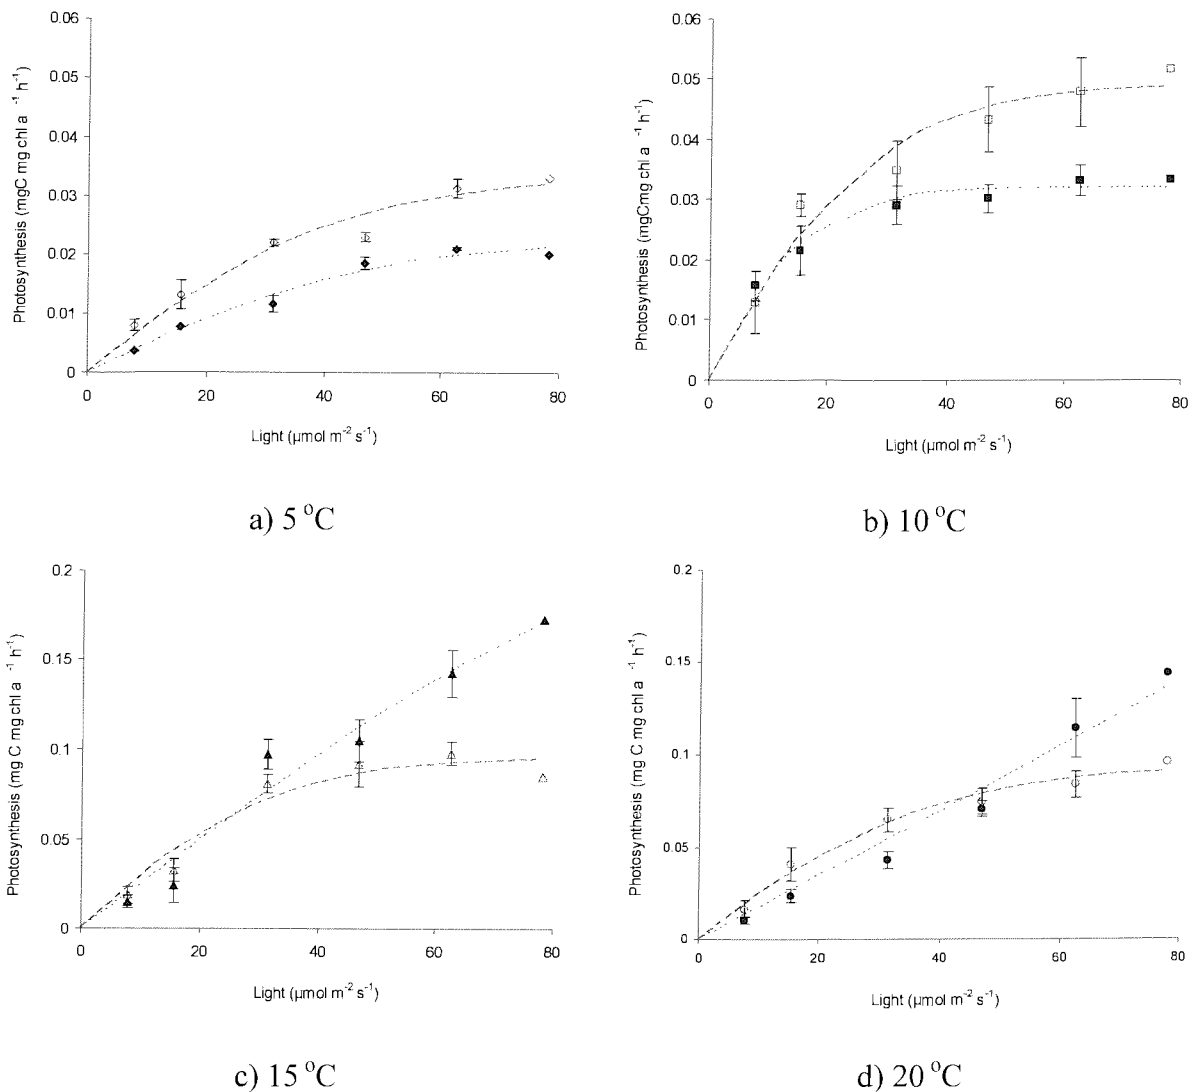 0.06
0.05
0.04
0.03
0.02
0.01
0
Photosynthesis (mgC mg chl a ⁻¹ h⁻¹)
0 20 40 60 80
Light (µmol m⁻² s⁻¹)
a) 5 °C
0.06
0.05
0.04
0.03
0.02
0.01
0
Photosynthesis (mgCmg chl a ⁻¹ h⁻¹)
0 20 40 60 80
Light (µmol m⁻² s⁻¹)
b) 10 °C
0.2
0.15
0.1
0.05
0
Photosynthesis (mg C mg chl a ⁻¹ h⁻¹)
0 20 40 60 80
Light (µmol m⁻² s⁻¹)
c) 15 °C
0.2
0.15
0.1
0.05
0
Photosynthesis (mg C mg chl a ⁻¹ h⁻¹)
0 20 40 60 80
Light (µmol m⁻² s⁻¹)
d) 20 °C